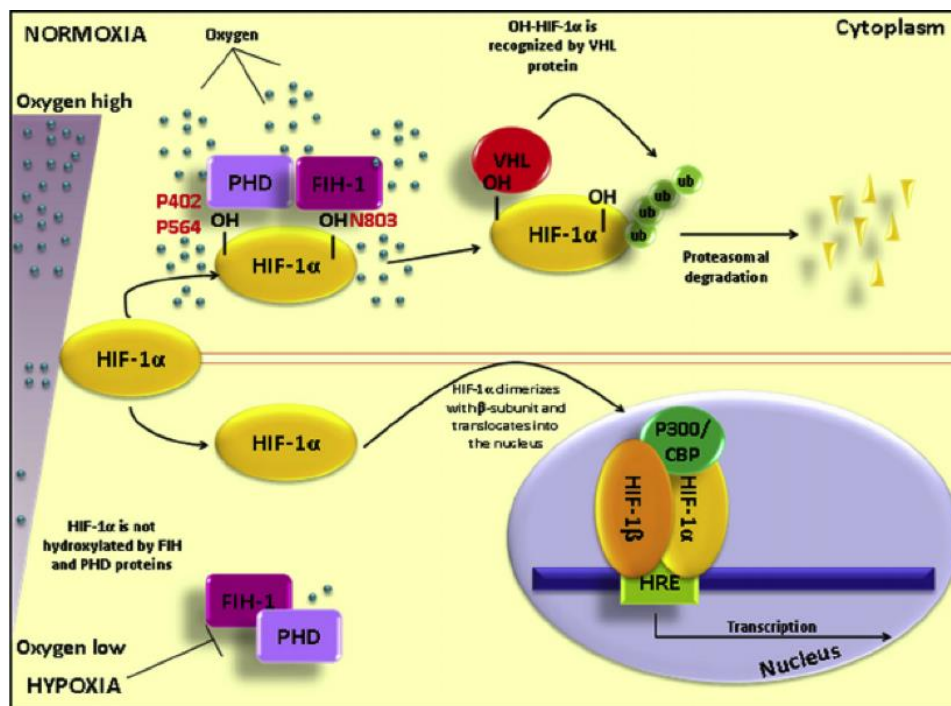 NORMOXIA
Oxygen
OH-HIF-1α is
recognized by VHL
protein
Cytoplasm
Oxygen high
PHD
FIH-1
P402
P564
OH
OH
N803
HIF-1α
VHL
OH
OH
HIF-1α
ub
ub
ub
ub
Proteasomal
degradation
HIF-1α
HIF-1α
HIF-1α dimerizes
with β-subunit and
translocates into
the nucleus
P300/
CBP
HIF-1β
HIF-1α
HRE
Transcription
Nucleus
HIF-1α is not
hydroxylated by FIH
and PHD proteins
FIH-1
PHD
Oxygen low
HYPOXIA